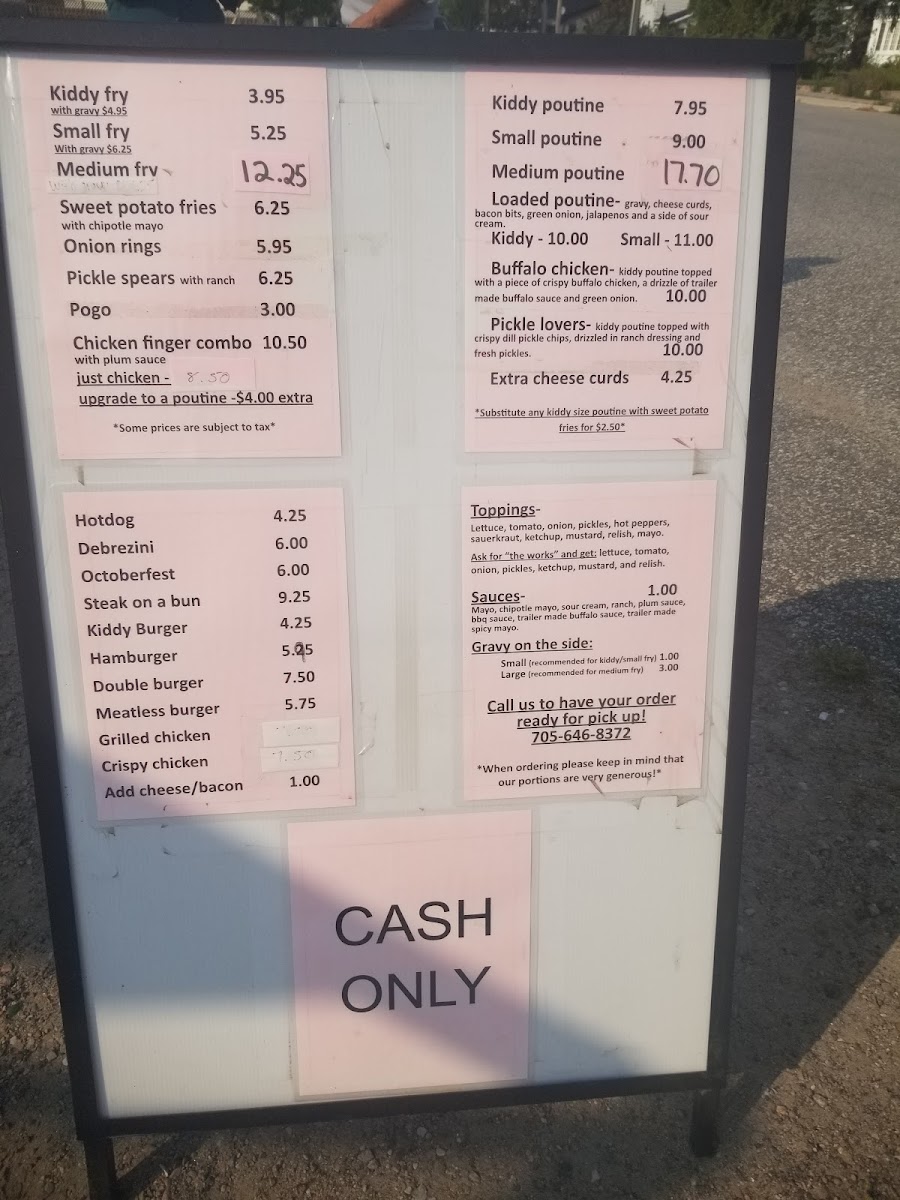 Kiddy fry 3.95
with gravy $4.95
Small fry 5.25
With gravy $6.25
Medium fry 12.25
Sweet potato fries 6.25
with chipotle mayo
Onion rings 5.95
Pickle spears with ranch 6.25
Pogo 3.00
Chicken finger combo 10.50
with plum sauce
just chicken - 8.50
upgrade to a poutine -$4.00 extra
*Some prices are subject to tax*
Kiddy poutine 7.95
Small poutine 9.00
Medium poutine 17.70
Loaded poutine- gravy, cheese curds,
bacon bits, green onion, jalapenos and a side of sour
cream.
Kiddy - 10.00 Small - 11.00
Buffalo chicken- kiddy poutine topped
with a piece of crispy buffalo chicken, a drizzle of trailer
made buffalo sauce and green onion. 10.00
Pickle lovers- kiddy poutine topped with
crispy dill pickle chips, drizzled in ranch dressing and
fresh pickles. 10.00
Extra cheese curds 4.25
*Substitute any kiddy size poutine with sweet potato
fries for $2.50*
Hotdog 4.25
Debrezini 6.00
Octoberfest 6.00
Steak on a bun 9.25
Kiddy Burger 4.25
Hamburger
Double burger 7.50
Meatless burger 5.75
Grilled chicken
Crispy chicken
Add cheese/bacon 1.00
Toppings-
Lettuce, tomato, onion, pickles, hot peppers,
sauerkraut, ketchup, mustard, relish, mayo.
Ask for "the works" and get: lettuce, tomato,
onion, pickles, ketchup, mustard, and relish.
Sauces- 1.00
Mayo, chipotle mayo, sour cream, ranch, plum sauce,
bbq sauce, trailer made buffalo sauce, trailer made
spicy mayo.
Gravy on the side:
Small (recommended for kiddy/small fry) 1.00
Large (recommended for medium fry) 3.00
Call us to have your order
ready for pick up!
705-646-8372
*When ordering please keep in mind that
our portions are very generous!*
CASH
ONLY